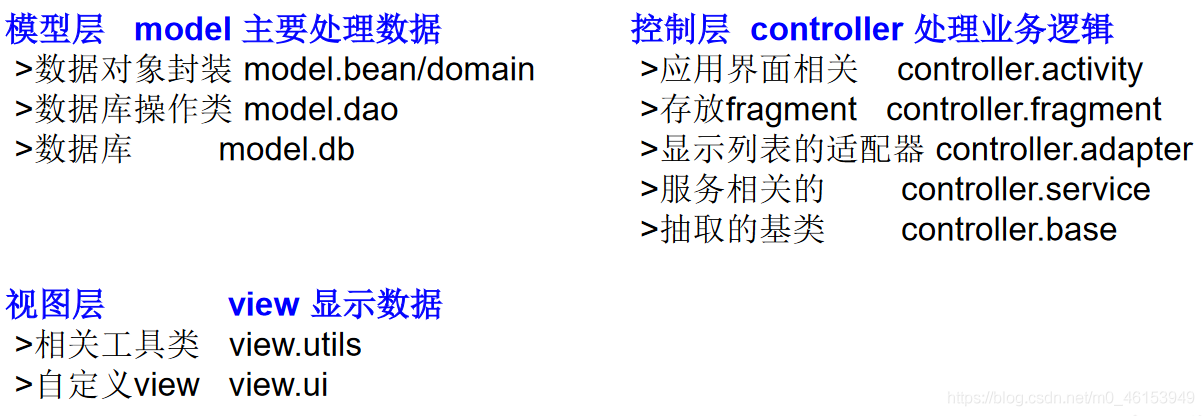 模型层 model 主要处理数据
>数据对象封装 model.bean/domain
>数据库操作类 model.dao
>数据库 model.db
控制层 controller 处理业务逻辑
>应用界面相关 controller.activity
>存放fragment controller.fragment
>显示列表的适配器 controller.adapter
>服务相关的 controller.service
>抽取的基类 controller.base
视图层 view 显示数据
>相关工具类 view.utils
>自定义view view.ui
https://blog.csdn.net/m0_46153949